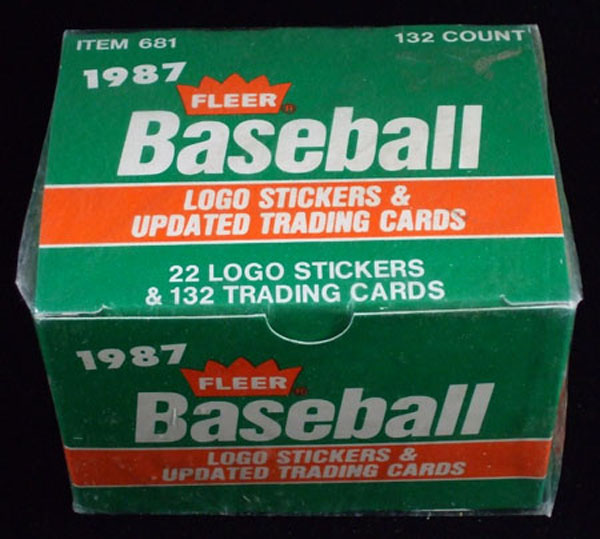 ITEM 681
132 COUNT
1987
FLEER®
Baseball
LOGO STICKERS &
UPDATED TRADING CARDS
22 LOGO STICKERS
& 132 TRADING CARDS
1987
FLEER®
Baseball
LOGO STICKERS &
UPDATED TRADING CARDS